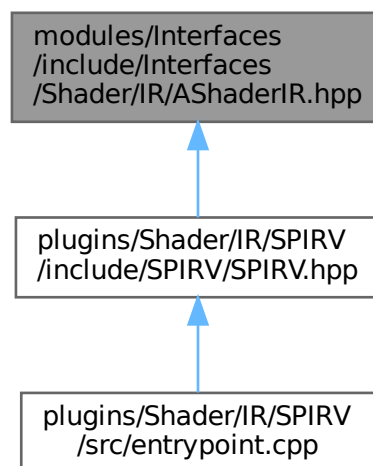 modules/Interfaces
/include/Interfaces
/Shader/IR/AShaderIR.hpp
plugins/Shader/IR/SPIRV
/include/SPIRV/SPIRV.hpp
plugins/Shader/IR/SPIRV
/src/entrypoint.cpp